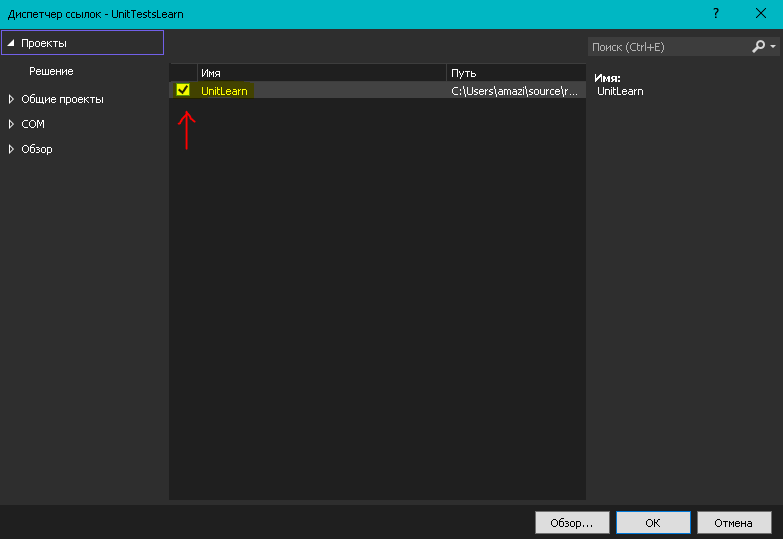 Диспетчер ссылок - UnitTestsLearn
?
Проекты
Решение
Общие проекты
COM
Обзор
Имя Путь
UnitLearn C:\Users\amazi\source\r...
Поиск (Ctrl+E)
Имя:
UnitLearn
Обзор... OK Отмена